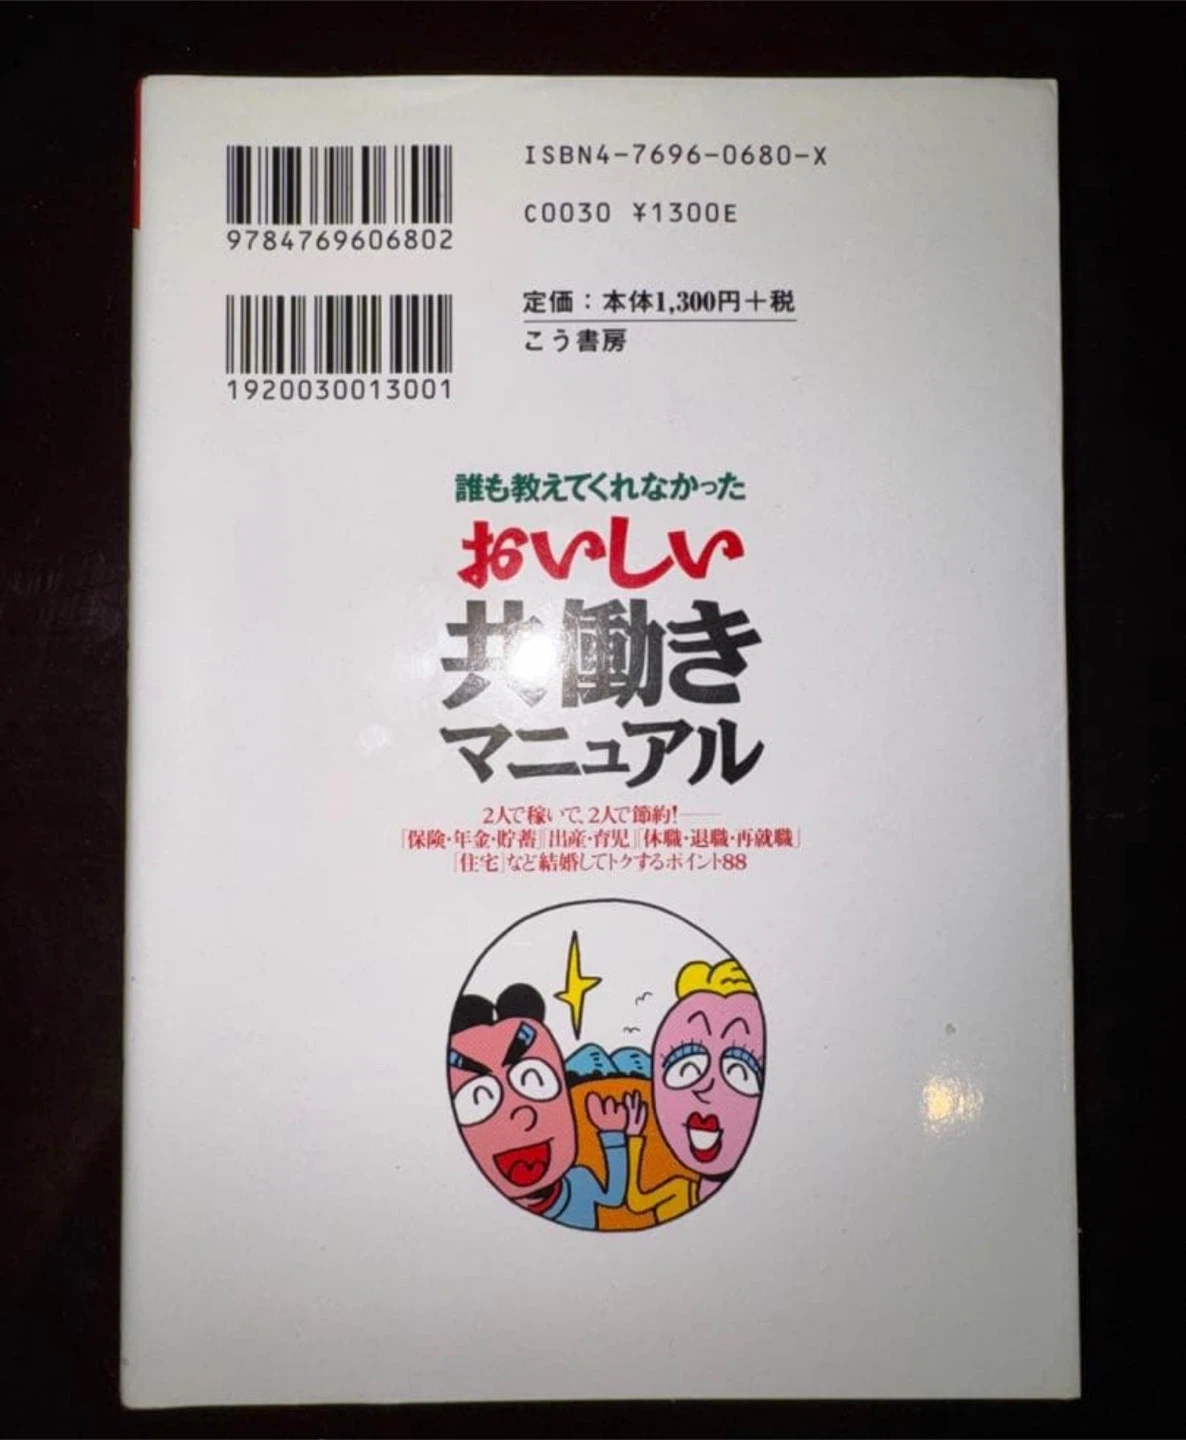 ISBN4-7696-0680-X
C0030 ¥1300E
9784769606802
定価：本体1,300円+税
こう書房
1920030013001
誰も教えてくれなかった
おいしい
共働き
マニュアル
2人で稼いで、2人で節約!――
「保険・年金・貯蓄」「出産・育児」「休職・退職・再就職」
「住宅」など結婚してトクするポイント88